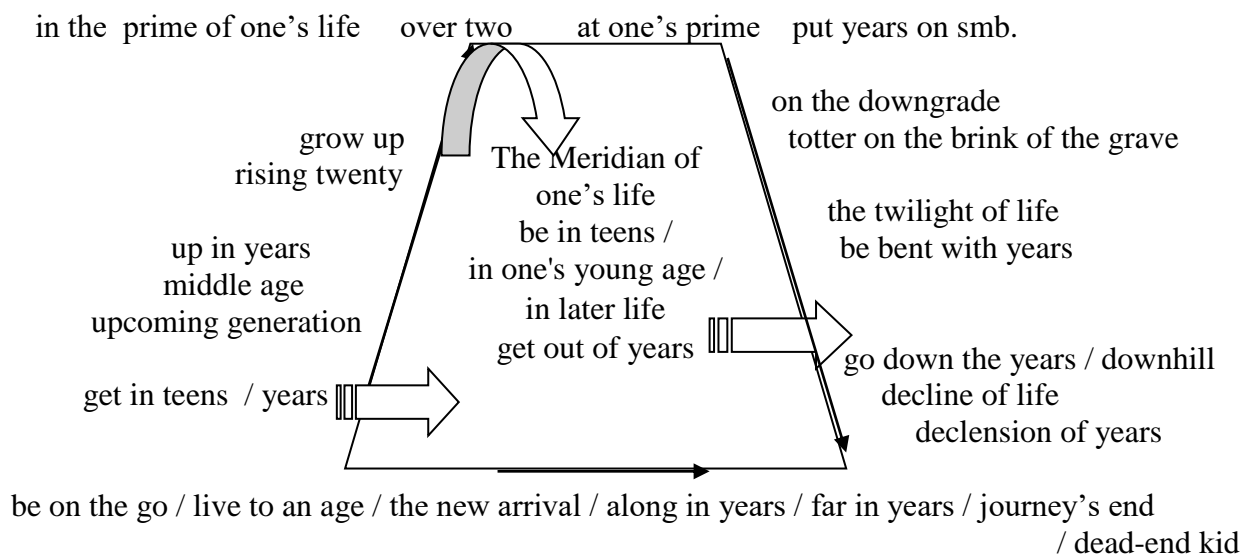 in the prime of one’s life over two at one’s prime put years on smb.
on the downgrade
totter on the brink of the grave
grow up
rising twenty
The Meridian of
one’s life
be in teens /
in one's young age /
in later life
get out of years
the twilight of life
be bent with years
up in years
middle age
upcoming generation
get in teens / years
go down the years / downhill
decline of life
declension of years
be on the go / live to an age / the new arrival / along in years / far in years / journey’s end
/ dead-end kid